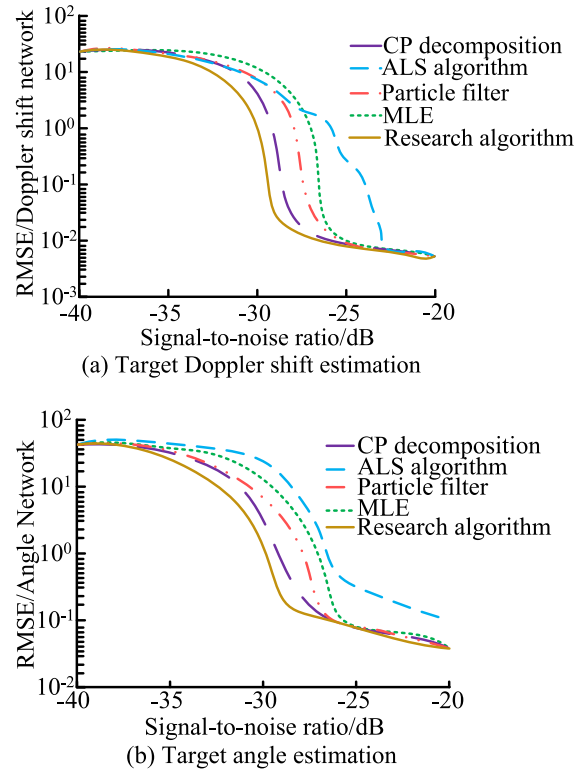 10^2
10^1
10^0
10^-1
10^-2
10^-3
RMSE/Doppler shift network
CP decomposition
ALS algorithm
Particle filter
MLE
Research algorithm
-40 -35 -30 -25 -20
Signal-to-noise ratio/dB
(a) Target Doppler shift estimation
10^2
10^1
10^0
10^-1
10^-2
RMSE/Angle Network
CP decomposition
ALS algorithm
Particle filter
MLE
Research algorithm
-40 -35 -30 -25 -20
Signal-to-noise ratio/dB
(b) Target angle estimation